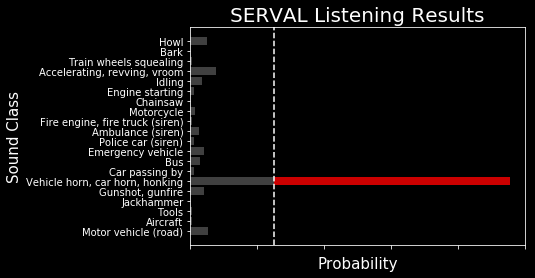 SERVAL Listening Results
Sound Class
Howl
Bark
Train wheels squealing
Accelerating, revving, vroom
Idling
Engine starting
Chainsaw
Motorcycle
Fire engine, fire truck (siren)
Ambulance (siren)
Police car (siren)
Emergency vehicle
Bus
Car passing by
Vehicle horn, car horn, honking
Gunshot, gunfire
Jackhammer
Tools
Aircraft
Motor vehicle (road)
Probability